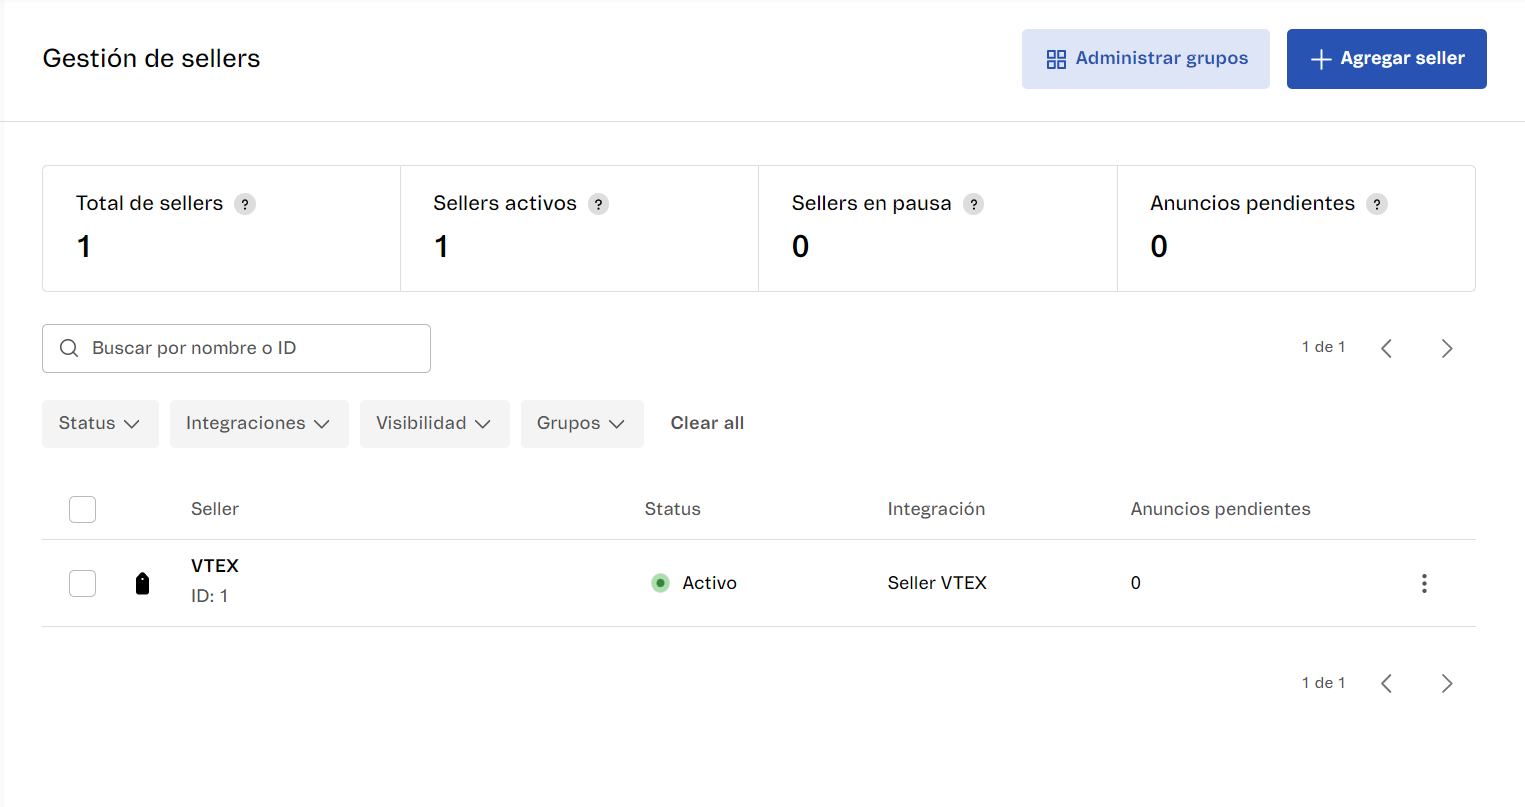 Gestión de sellers
Administrar grupos
Agregar seller
Total de sellers ?
Sellers activos ?
Sellers en pausa ?
Anuncios pendientes ?
1
1
0
0
Buscar por nombre o ID
1 de 1
Status
Integraciones
Visibilidad
Grupos
Clear all
Seller
Status
Integración
Anuncios pendientes
VTEX
ID: 1
Activo
Seller VTEX
0
1 de 1